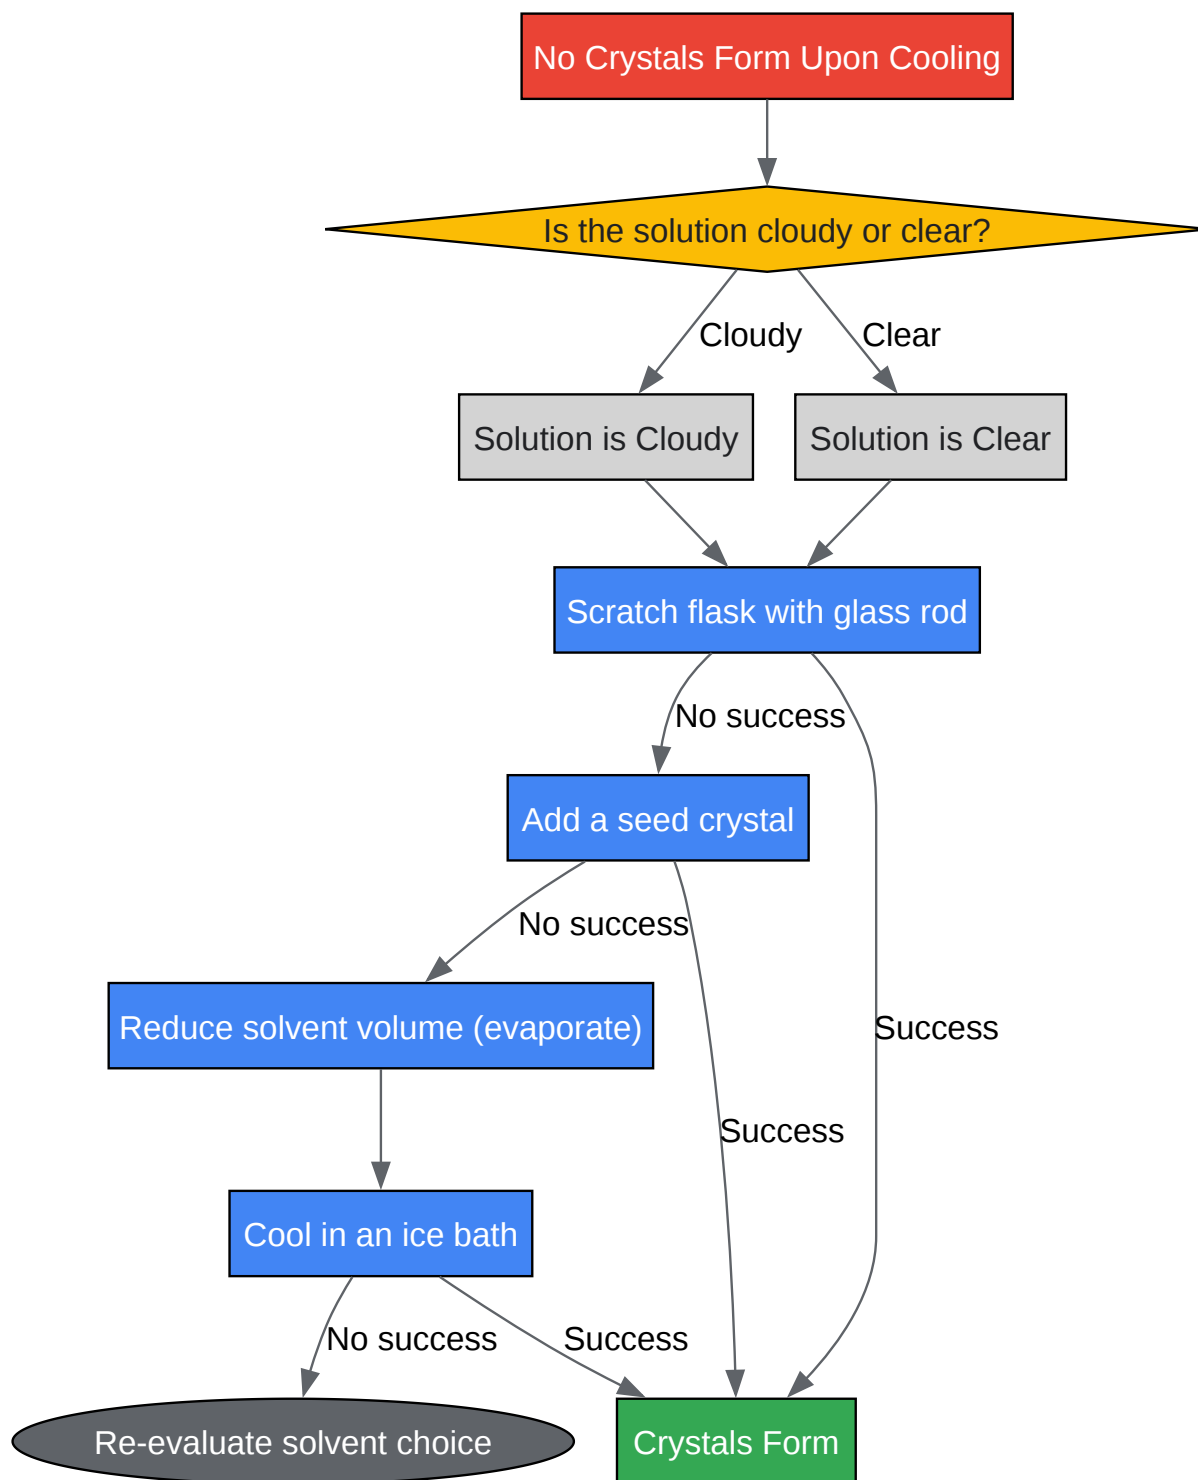 No Crystals Form Upon Cooling
Is the solution cloudy or clear?
Cloudy
Clear
Solution is Cloudy
Solution is Clear
Scratch flask with glass rod
No success
Add a seed crystal
No success
Reduce solvent volume (evaporate)
Success
Success
Cool in an ice bath
No success
Success
Re-evaluate solvent choice
Crystals Form